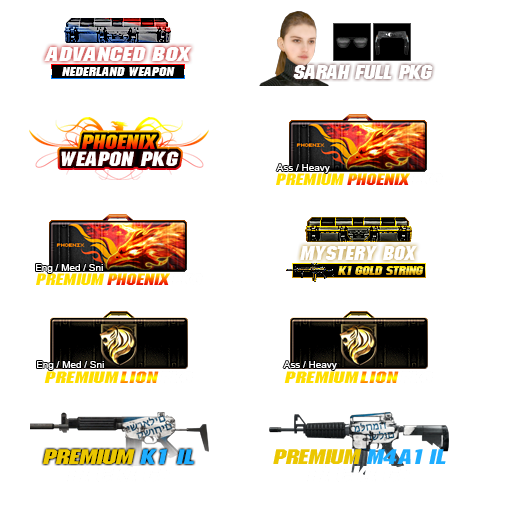 ADVANCED BOX
NEDERLAND WEAPON
SARAH FULL PKG
PHOENIX
WEAPON PKG
PHOENIX
Ass / Heavy
PREMIUM PHOENIX
PHOENIX
Eng / Med / Sni
PREMIUM PHOENIX
MYSTERY BOX
K1 GOLD STRING
Eng / Med / Sni
PREMIUM LION
Ass / Heavy
PREMIUM LION
PREMIUM K1 IL
PREMIUM M4A1 IL